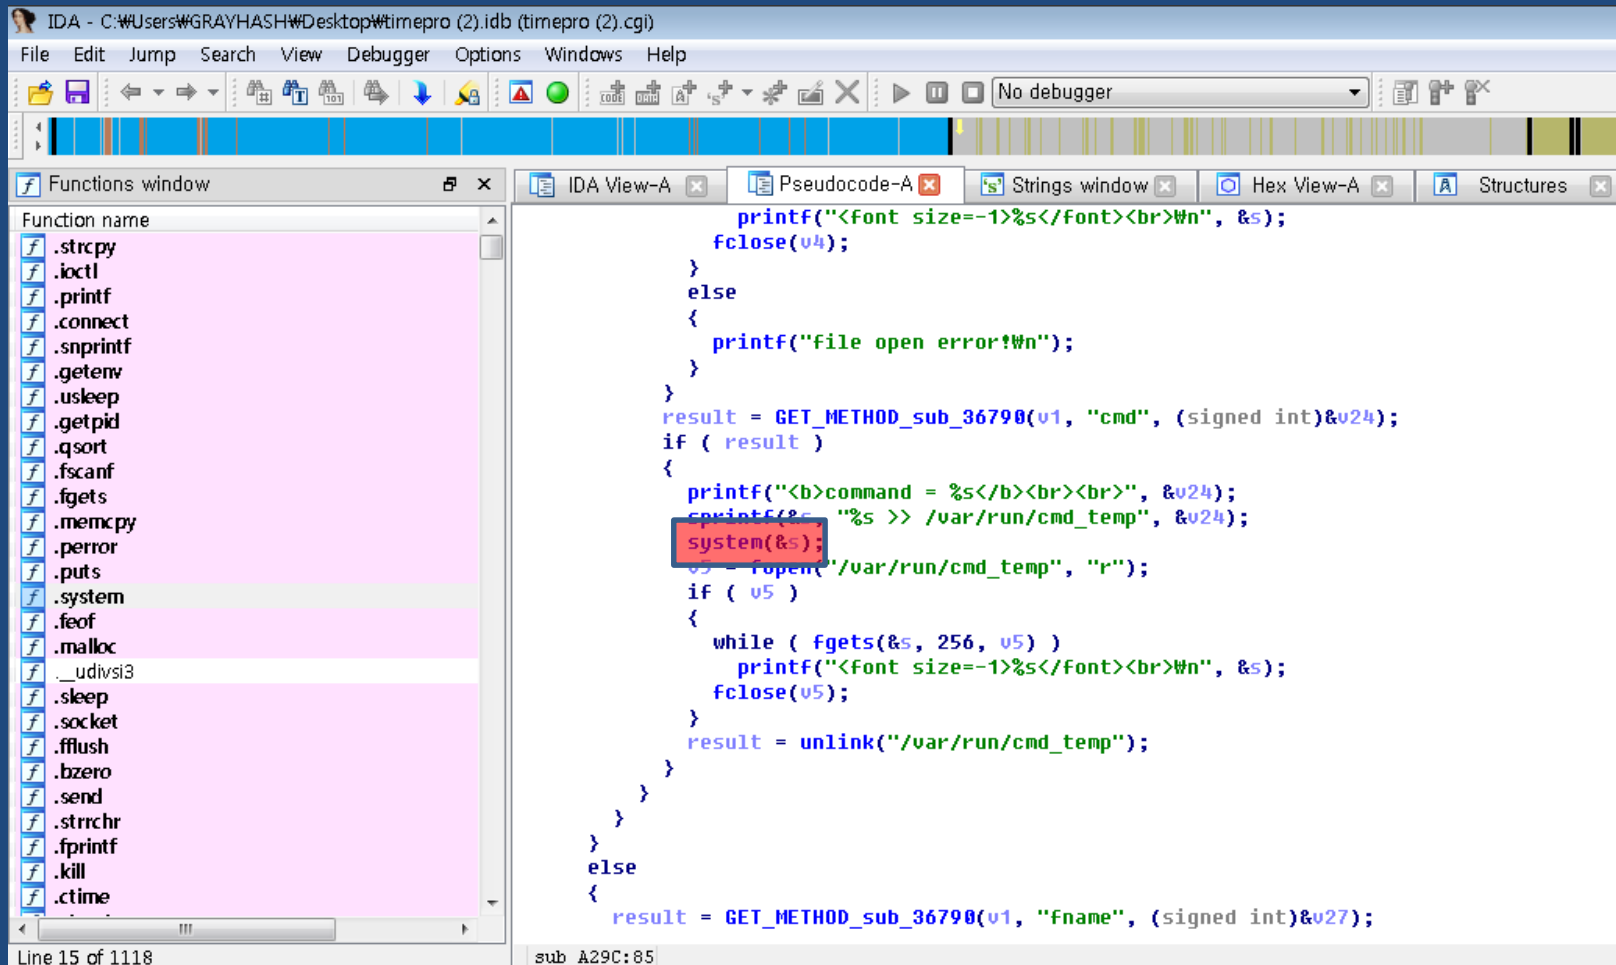 IDA - C:₩Users₩GRAYHASH₩Desktop₩timepro (2).idb (timepro (2).cgi)
File Edit Jump Search View Debugger Options Windows Help
No debugger
Functions window
IDA View-A
Pseudocode-A
Strings window
Hex View-A
Structures
Function name
.strcpy
.ioctl
.printf
.connect
.snprintf
.getenv
.usleep
.getpid
.qsort
.fscanf
.fgets
.memcpy
.perror
.puts
.system
.feof
.malloc
.__udivsi3
.sleep
.socket
.fflush
.bzero
.send
.strrchr
.fprintf
.kill
.ctime
Line 15 of 1118
printf("<font size=-1>%s</font><br>₩n", &s);
fclose(v4);
}
else
{
printf("file open error!₩n");
}
}
result = GET_METHOD_sub_36790(v1, "cmd", (signed int)&v24);
if ( result )
{
printf("<b>command = %s</b><br><br>", &v24);
sprintf(&s, "%s >> /var/run/cmd_temp", &v24);
system(&s);
v5 = fopen("/var/run/cmd_temp", "r");
if ( v5 )
{
while ( fgets(&s, 256, v5) )
printf("<font size=-1>%s</font><br>₩n", &s);
fclose(v5);
}
result = unlink("/var/run/cmd_temp");
}
}
}
}
else
{
result = GET_METHOD_sub_36790(v1, "fname", (signed int)&v27);
sub_A29C:85